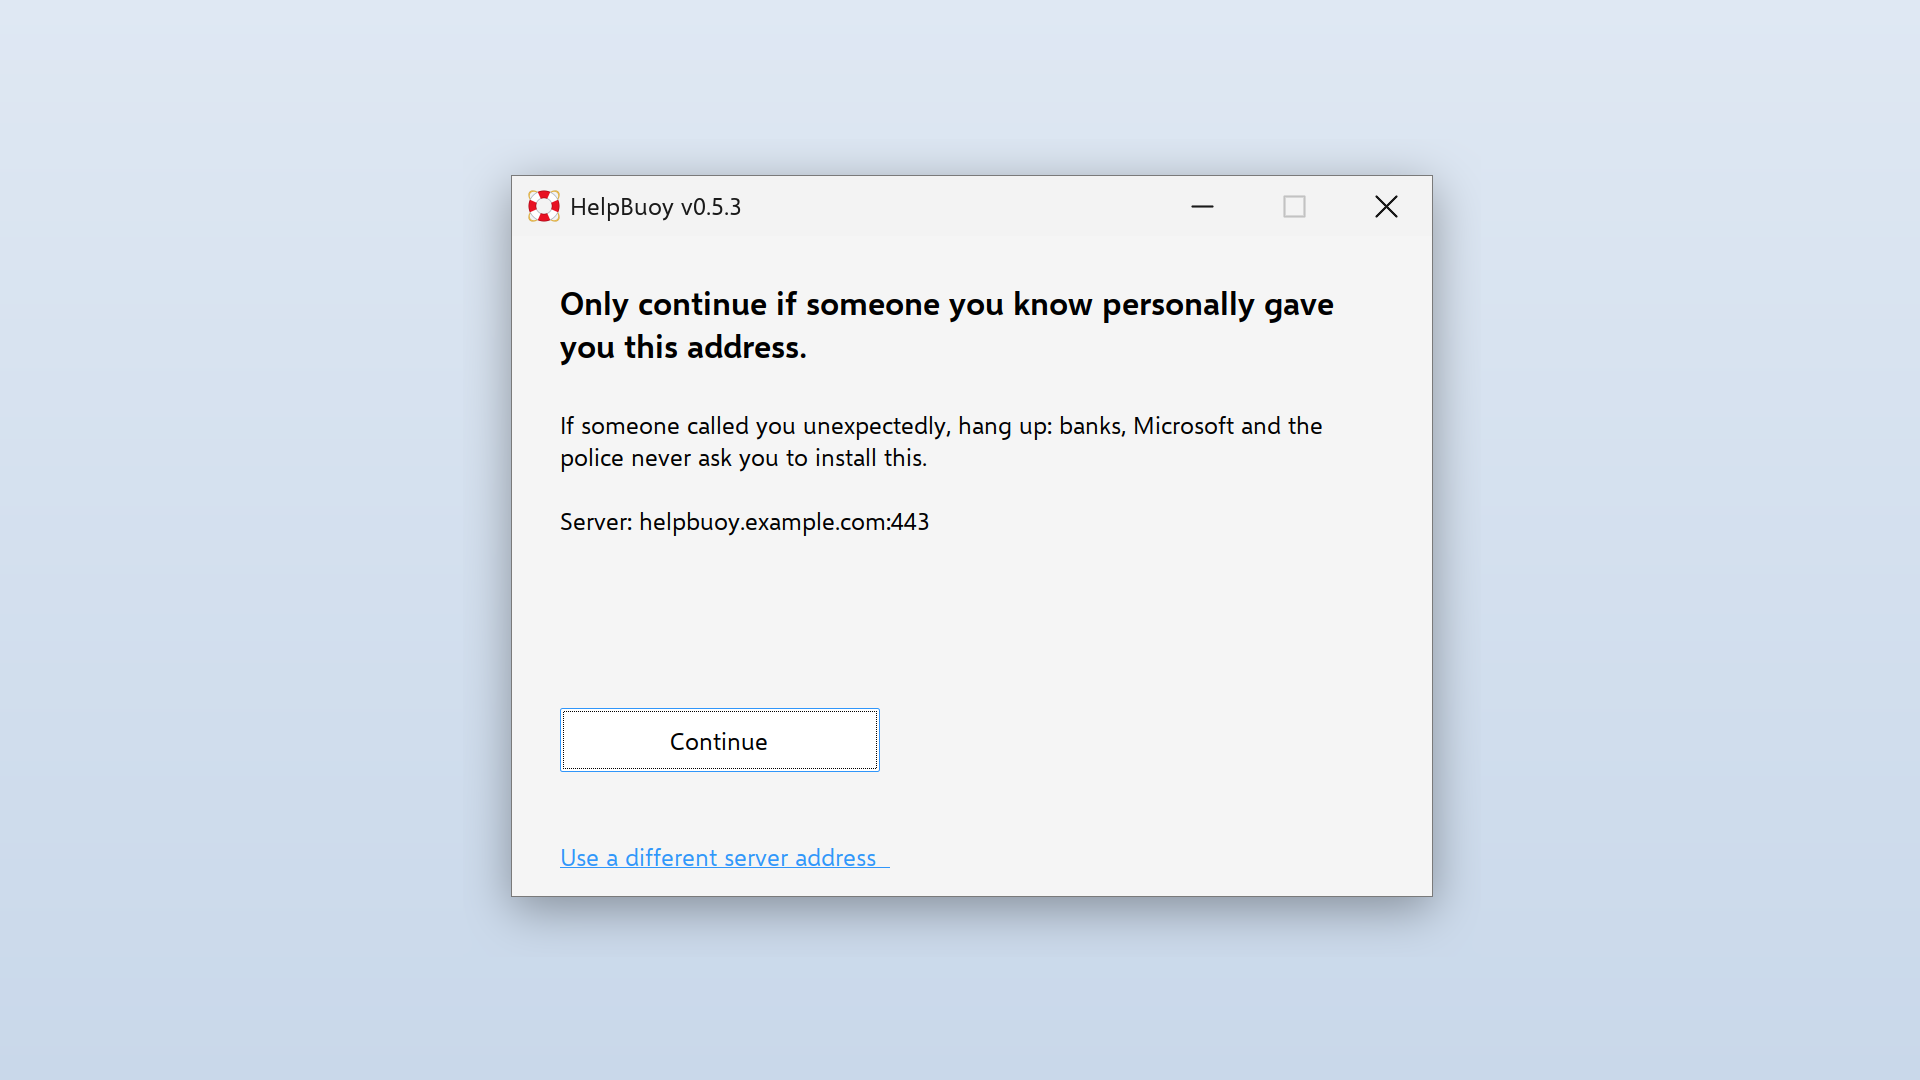 HelpBuoy v0.5.3
Only continue if someone you know personally gave
you this address.
If someone called you unexpectedly, hang up: banks, Microsoft and the
police never ask you to install this.
Server: helpbuoy.example.com:443
Continue
Use a different server address